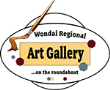 Wondai Regional
Art Gallery
...on the roundabout